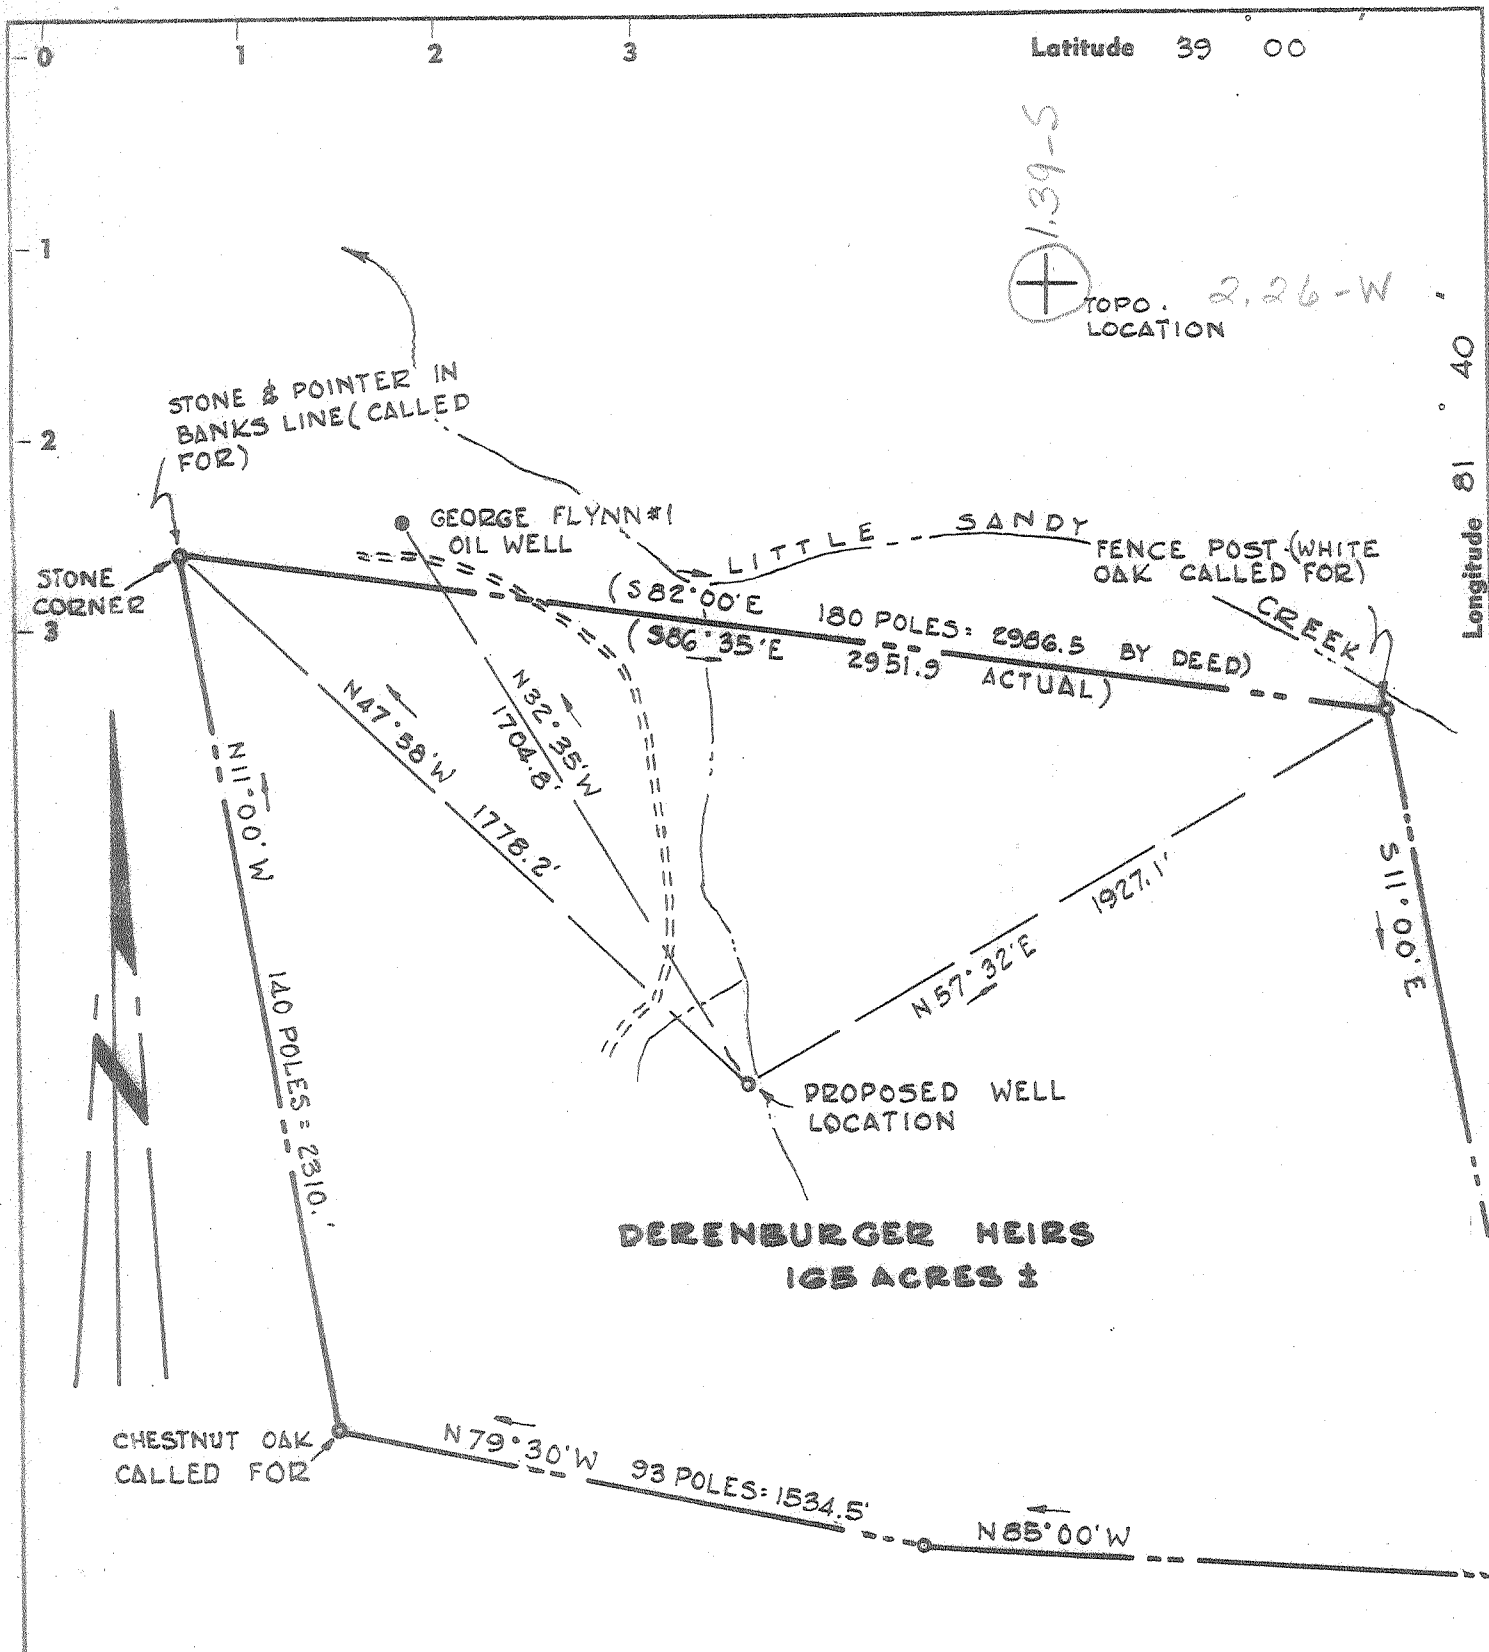 0 1 2 3
Latitude 39° 00'
1
2
3
1.39-S
TOPO. 2.26-W
LOCATION
Longitude 81° 40'
STONE & POINTER IN
BANKS LINE (CALLED
FOR)
GEORGE FLYNN #1
OIL WELL
STONE
CORNER
LITTLE SANDY
CREEK
FENCE POST (WHITE
OAK CALLED FOR)
(S82°00'E 180 POLES = 2986.5 BY DEED)
(S86°35'E 2951.9 ACTUAL)
N47°58'W 1778.2'
N32°35'W
1704.8'
N11°00'W
140 POLES = 2310.'
N57°32'E 1927.1'
S11°00'E
N
PROPOSED WELL
LOCATION
DERENBURGER HEIRS
165 ACRES ±
CHESTNUT OAK
CALLED FOR
N79°30'W 93 POLES = 1534.5'
N85°00'W